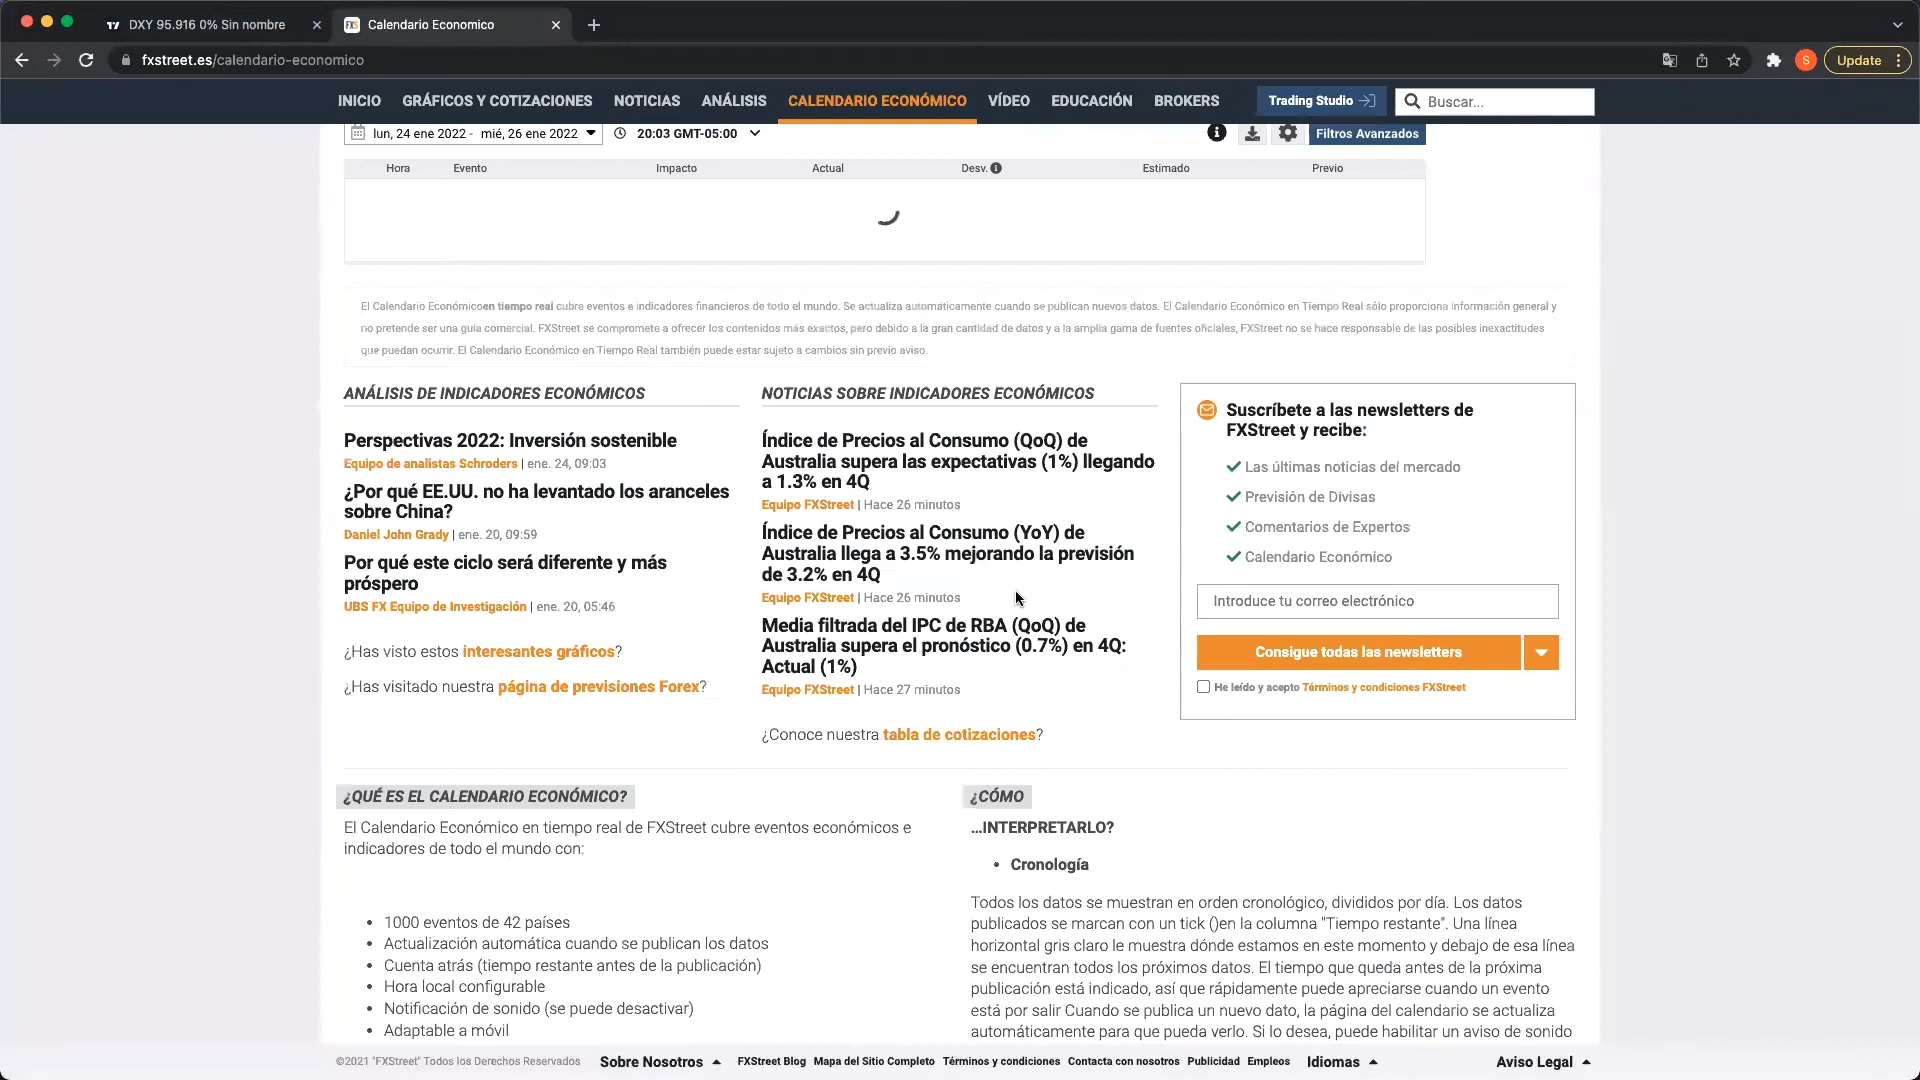 DXY 95.916 0% Sin nombre
Calendario Economico
fxstreet.es/calendario-economico
S
Update
INICIO GRÁFICOS Y COTIZACIONES NOTICIAS ANÁLISIS CALENDARIO ECONÓMICO VÍDEO EDUCACIÓN BROKERS Trading Studio Buscar...
lun, 24 ene 2022 - mié, 26 ene 2022 20:03 GMT-05:00 Filtros Avanzados
Hora Evento Impacto Actual Desv. Estimado Previo
El Calendario Económicoen tiempo real cubre eventos e indicadores financieros de todo el mundo. Se actualiza automáticamente cuando se publican nuevos datos. El Calendario Económico en Tiempo Real sólo proporciona información general y
no pretende ser una guía comercial. FXStreet se compromete a ofrecer los contenidos más exactos, pero debido a la gran cantidad de datos y a la amplia gama de fuentes oficiales, FXStreet no se hace responsable de las posibles inexactitudes
que puedan ocurrir. El Calendario Económico en Tiempo Real también puede estar sujeto a cambios sin previo aviso.
ANÁLISIS DE INDICADORES ECONÓMICOS
Perspectivas 2022: Inversión sostenible
Equipo de analistas Schroders | ene. 24, 09:03
¿Por qué EE.UU. no ha levantado los aranceles
sobre China?
Daniel John Grady | ene. 20, 09:59
Por qué este ciclo será diferente y más
próspero
UBS FX Equipo de Investigación | ene. 20, 05:46
¿Has visto estos interesantes gráficos?
¿Has visitado nuestra página de previsiones Forex?
NOTICIAS SOBRE INDICADORES ECONÓMICOS
Índice de Precios al Consumo (QoQ) de
Australia supera las expectativas (1%) llegando
a 1.3% en 4Q
Equipo FXStreet | Hace 26 minutos
Índice de Precios al Consumo (YoY) de
Australia llega a 3.5% mejorando la previsión
de 3.2% en 4Q
Equipo FXStreet | Hace 26 minutos
Media filtrada del IPC de RBA (QoQ) de
Australia supera el pronóstico (0.7%) en 4Q:
Actual (1%)
Equipo FXStreet | Hace 27 minutos
¿Conoce nuestra tabla de cotizaciones?
Suscríbete a las newsletters de
FXStreet y recibe:
Las últimas noticias del mercado
Previsión de Divisas
Comentarios de Expertos
Calendario Económico
Introduce tu correo electrónico
Consigue todas las newsletters
He leído y acepto Términos y condiciones FXStreet
¿QUÉ ES EL CALENDARIO ECONÓMICO?
El Calendario Económico en tiempo real de FXStreet cubre eventos económicos e
indicadores de todo el mundo con:
• 1000 eventos de 42 países
• Actualización automática cuando se publican los datos
• Cuenta atrás (tiempo restante antes de la publicación)
• Hora local configurable
• Notificación de sonido (se puede desactivar)
• Adaptable a móvil
¿CÓMO
...INTERPRETARLO?
• Cronología
Todos los datos se muestran en orden cronológico, divididos por día. Los datos
publicados se marcan con un tick ()en la columna "Tiempo restante". Una línea
horizontal gris claro le muestra dónde estamos en este momento y debajo de esa línea
se encuentran todos los próximos datos. El tiempo que queda antes de la próxima
publicación está indicado, así que rápidamente puede apreciarse cuando un evento
está por salir Cuando se publica un nuevo dato, la página del calendario se actualiza
automáticamente para que pueda verlo. Si lo desea, puede habilitar un aviso de sonido
©2021 "FXStreet" Todos los Derechos Reservados Sobre Nosotros FXStreet Blog Mapa del Sitio Completo Términos y condiciones Contacta con nosotros Publicidad Empleos Idiomas Aviso Legal